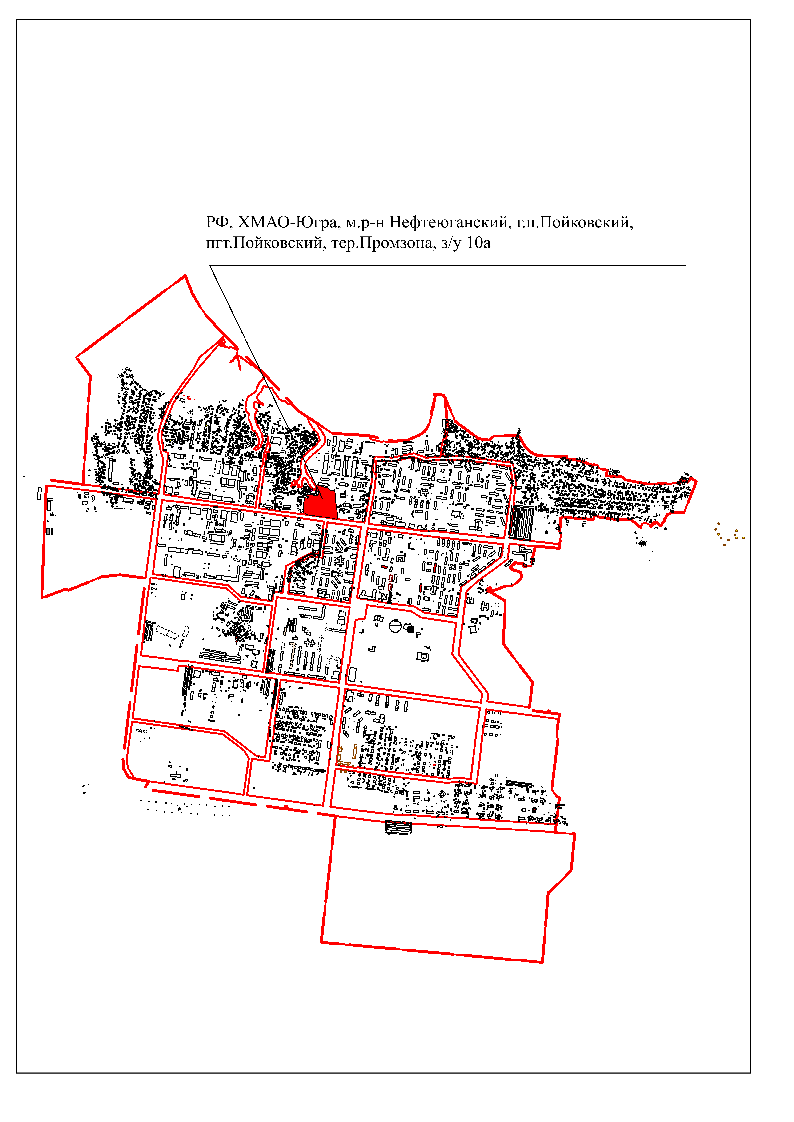 РФ, ХМАО-Югра, м.р-н Нефтеюганский, г.п.Пойковский,
пгт.Пойковский, тер.Промзона, з/у 10а